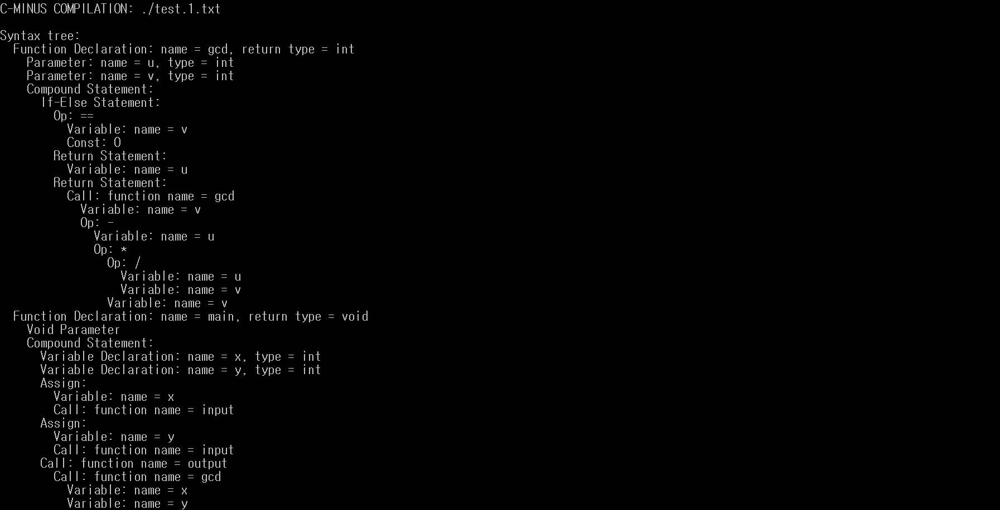 C-MINUS COMPILATION: ./test.1.txt

Syntax tree:
  Function Declaration: name = gcd, return type = int
    Parameter: name = u, type = int
    Parameter: name = v, type = int
    Compound Statement:
      If-Else Statement:
        Op: ==
          Variable: name = v
          Const: 0
        Return Statement:
          Variable: name = u
        Return Statement:
          Call: function name = gcd
            Variable: name = v
            Op: -
              Variable: name = u
              Op: *
                Op: /
                  Variable: name = u
                  Variable: name = v
                Variable: name = v
  Function Declaration: name = main, return type = void
    Void Parameter
    Compound Statement:
      Variable Declaration: name = x, type = int
      Variable Declaration: name = y, type = int
      Assign:
        Variable: name = x
        Call: function name = input
      Assign:
        Variable: name = y
        Call: function name = input
      Call: function name = output
        Call: function name = gcd
          Variable: name = x
          Variable: name = y